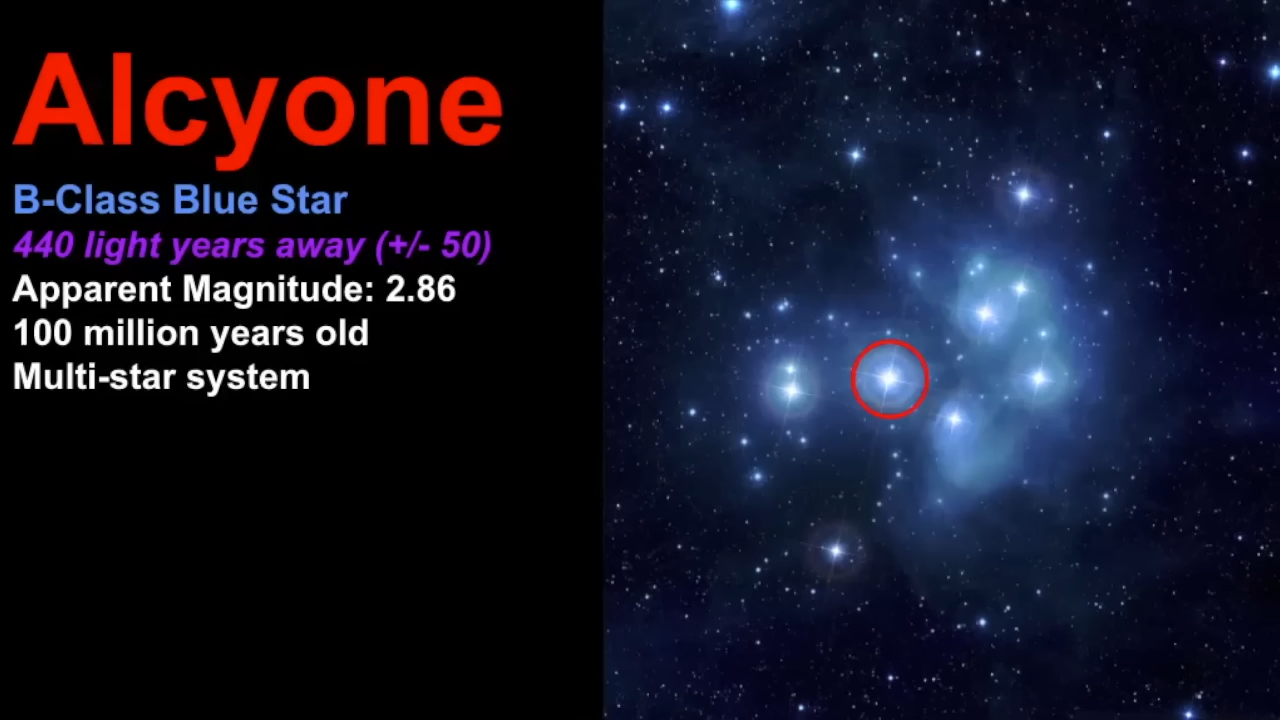 Alcyone
B-Class Blue Star
440 light years away (+/- 50)
Apparent Magnitude: 2.86
100 million years old
Multi-star system